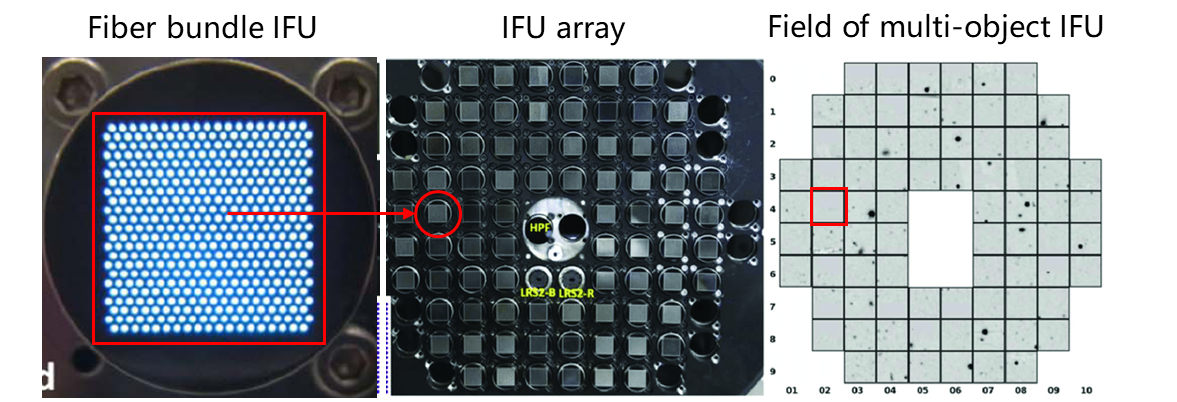 Fiber bundle IFU
IFU array
Field of multi-object IFU
d
HPF
LRS2-B LRS2-R
0
1
2
3
4
5
6
7
8
9
01 02 03 04 05 06 07 08 09 10